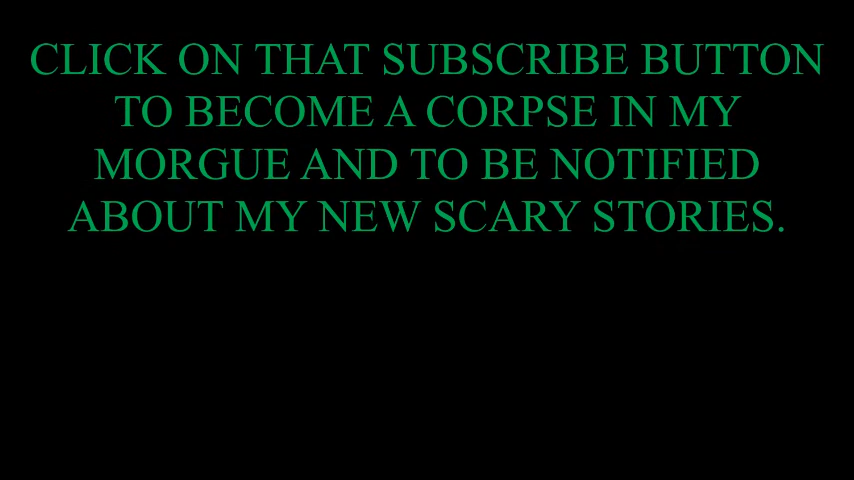 CLICK ON THAT SUBSCRIBE BUTTON
TO BECOME A CORPSE IN MY
MORGUE AND TO BE NOTIFIED
ABOUT MY NEW SCARY STORIES.